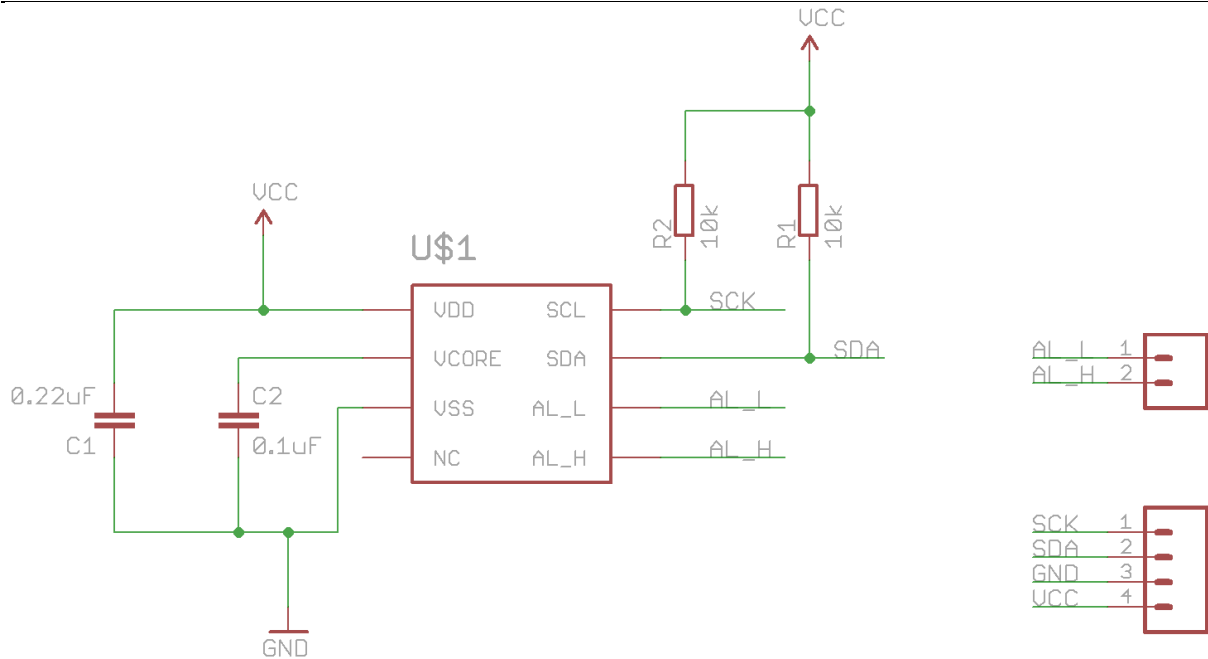 VCC
VCC
R2
10k
R1
10k
U$1
VDD
SCL
SCK
VCORE
SDA
SDA
VSS
AL_L
AL_L
NC
AL_H
AL_H
0.22uF
C1
C2
0.1uF
GND
AL_L 1
AL_H 2
SCK 1
SDA 2
GND 3
VCC 4